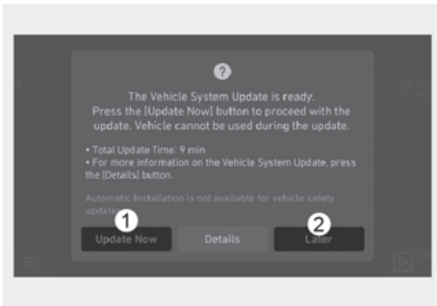 ?
The Vehicle System Update is ready.
Press the [Update Now] button to proceed with the
update. Vehicle cannot be used during the update.
• Total Update Time: 9 min
• For more information on the Vehicle System Update, press
the [Details] button.
Automatic Installation is not available for vehicle safety
updates.
1
2
Update Now
Details
Later